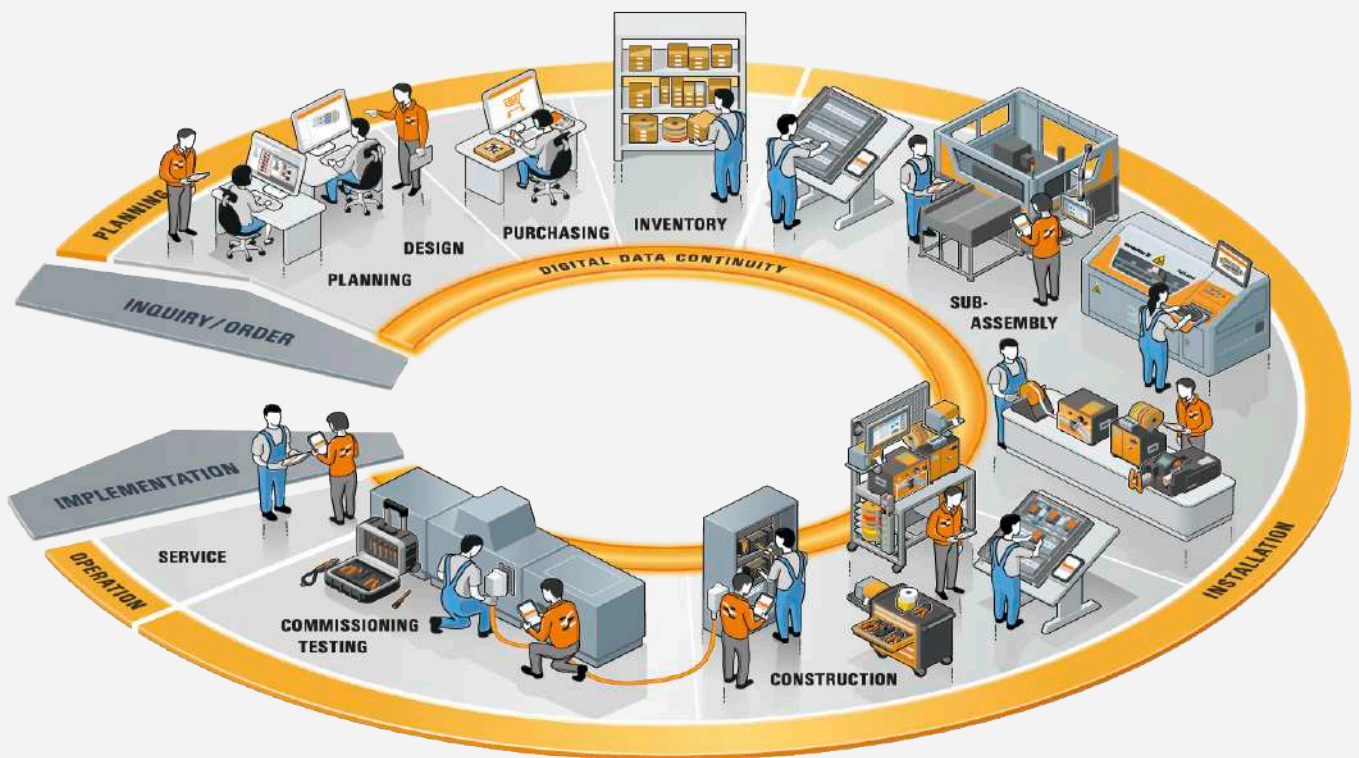 PLANNING
INQUIRY / ORDER
PLANNING
DESIGN
PURCHASING
INVENTORY
DIGITAL DATA CONTINUITY
SUB-
ASSEMBLY
INSTALLATION
CONSTRUCTION
COMMISSIONING
TESTING
SERVICE
OPERATION
IMPLEMENTATION